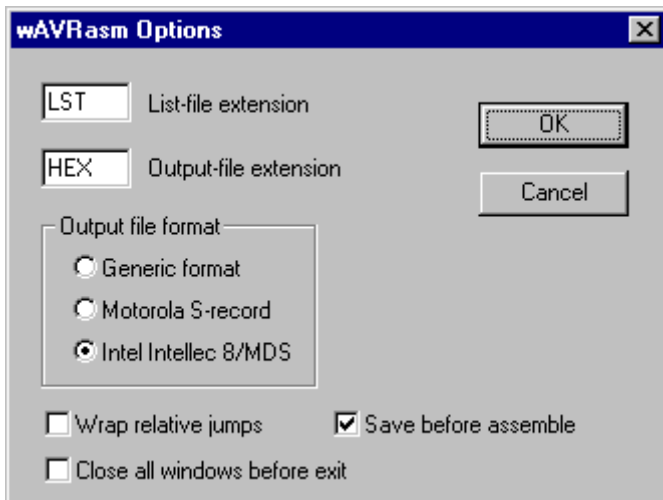 wAVRasm Options
LST List-file extension
OK
HEX Output-file extension
Cancel
Output file format
Generic format
Motorola S-record
Intel Intellec 8/MDS
Wrap relative jumps
Save before assemble
Close all windows before exit